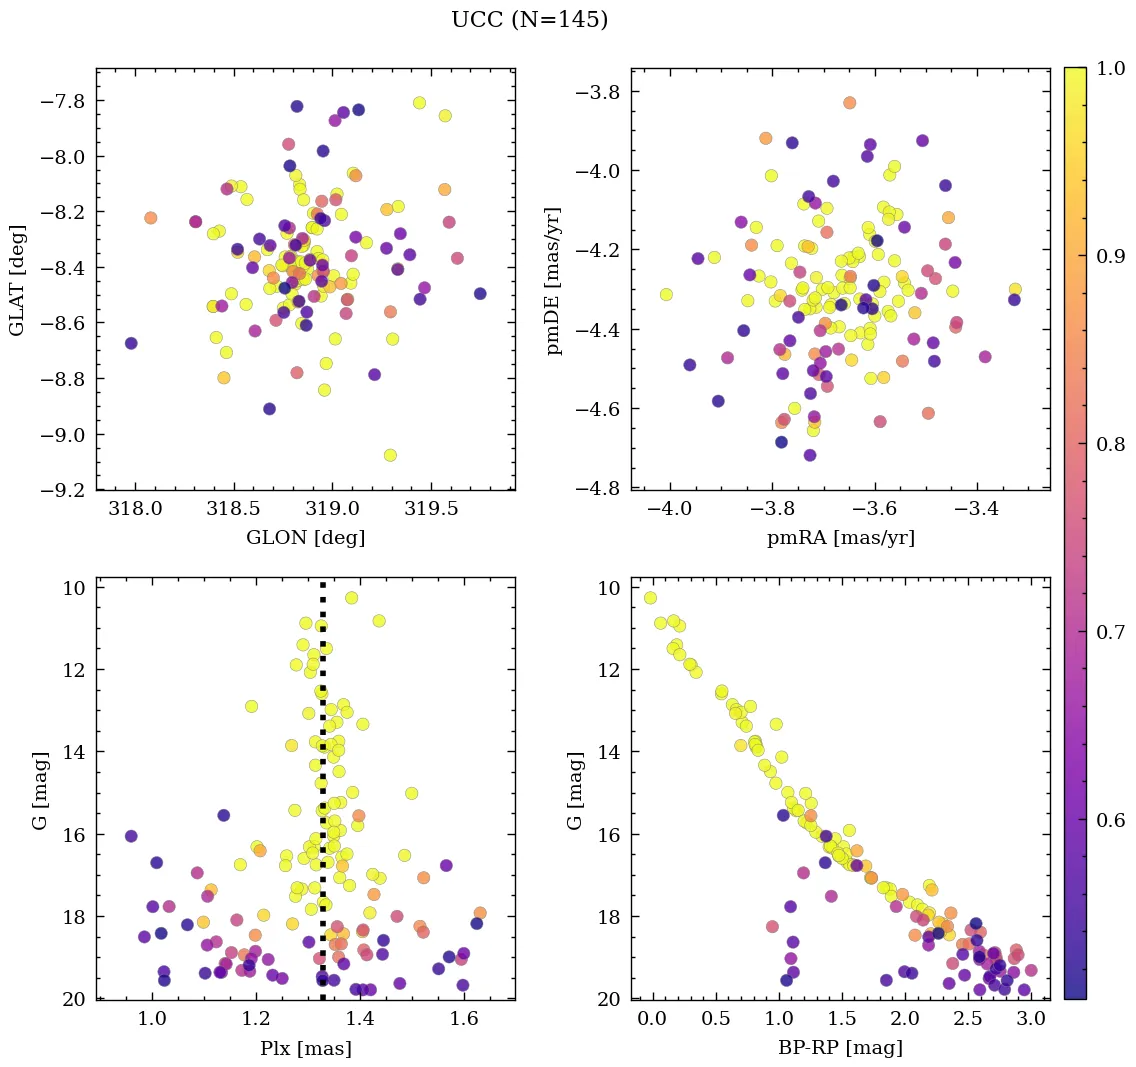 UCC (N=145)
−7.8
−8.0
−8.2
−8.4
−8.6
−8.8
−9.0
−9.2
GLAT [deg]
318.0 318.5 319.0 319.5
GLON [deg]
−3.8
−4.0
−4.2
−4.4
−4.6
−4.8
pmDE [mas/yr]
−4.0 −3.8 −3.6 −3.4
pmRA [mas/yr]
1.0
0.9
0.8
0.7
0.6
10
12
14
16
18
20
G [mag]
1.0 1.2 1.4 1.6
Plx [mas]
10
12
14
16
18
20
G [mag]
0.0 0.5 1.0 1.5 2.0 2.5 3.0
BP-RP [mag]